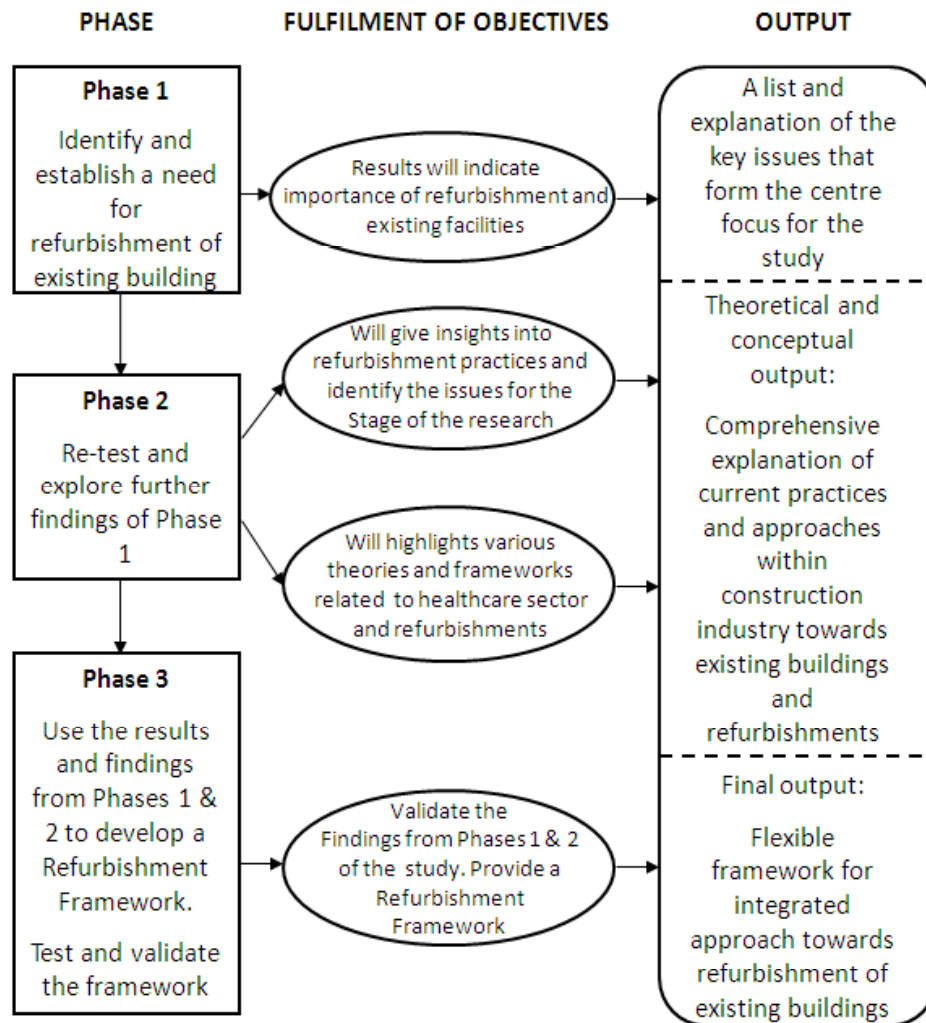 PHASE
FULFILMENT OF OBJECTIVES
OUTPUT
Phase 1
Identify and
establish a need
for
refurbishment of
existing building
Results will indicate
importance of refurbishment and
existing facilities
A list and
explanation of the
key issues that
form the centre
focus for the
study
Phase 2
Re-test and
explore further
findings of Phase
1
Will give insights into
refurbishment practices and
identify the issues for the
Stage of the research
Will highlights various
theories and frameworks
related to healthcare sector
and refurbishments
Theoretical and
conceptual
output:
Comprehensive
explanation of
current practices
and approaches
within
construction
industry towards
existing buildings
and
refurbishments
Phase 3
Use the results
and findings
from Phases 1 &
2 to develop a
Refurbishment
Framework.
Test and validate
the framework
Validate the
Findings from Phases 1 & 2
of the study. Provide a
Refurbishment
Framework
Final output:
Flexible
framework for
integrated
approach towards
refurbishment of
existing buildings